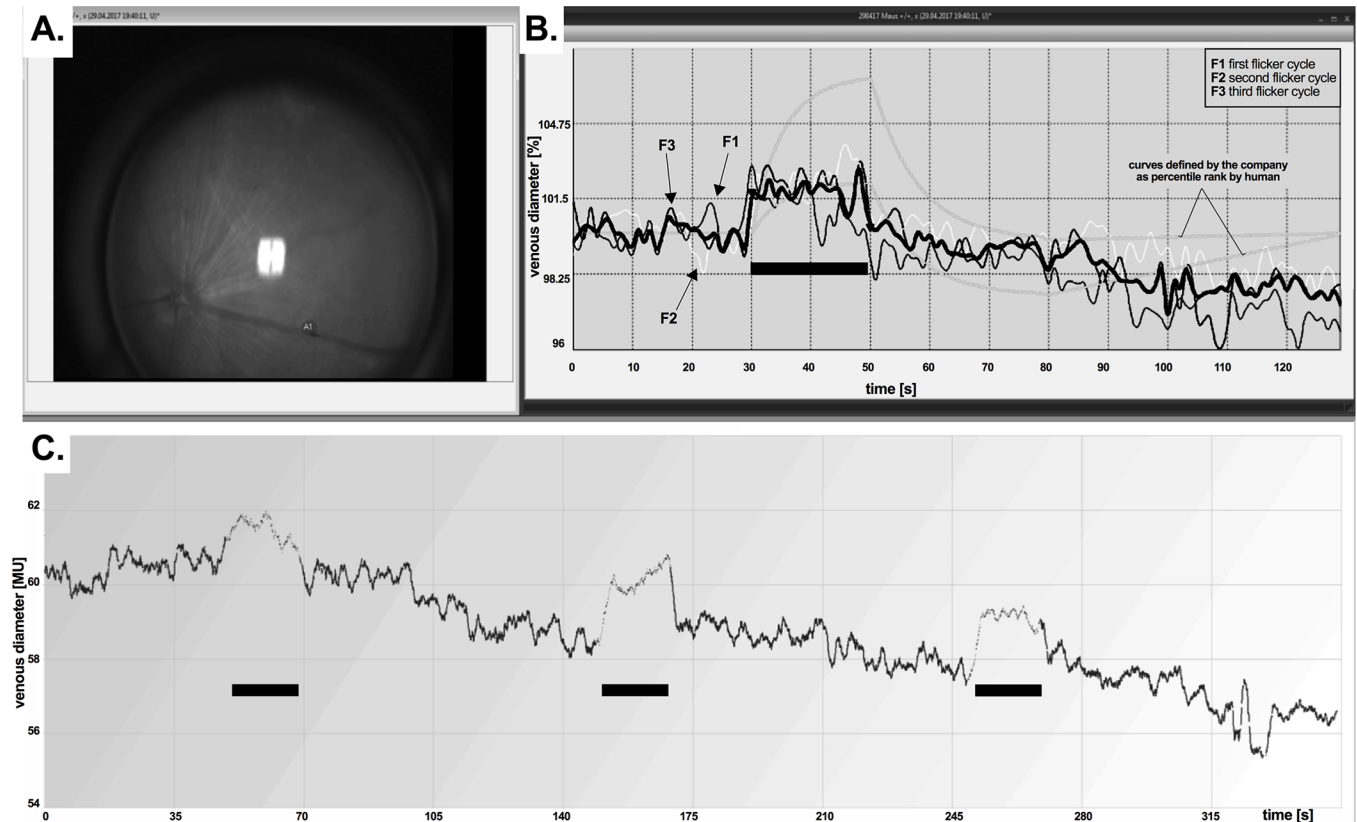 A.
/+, x (29.04.2017 19:40:11, U)*
A1
B.
290417 Maus +/+, x (29.04.2017 19:40:11, U)*
F1 first flicker cycle
F2 second flicker cycle
F3 third flicker cycle
venous diameter [%]
104.75
101.5
98.25
96
F3
F1
F2
curves defined by the company
as percentile rank by human
0 10 20 30 40 50 60 70 80 90 100 110 120
time [s]
C.
venous diameter [MU]
62
60
58
56
54
0 35 70 105 140 175 210 245 280 315 time [s]